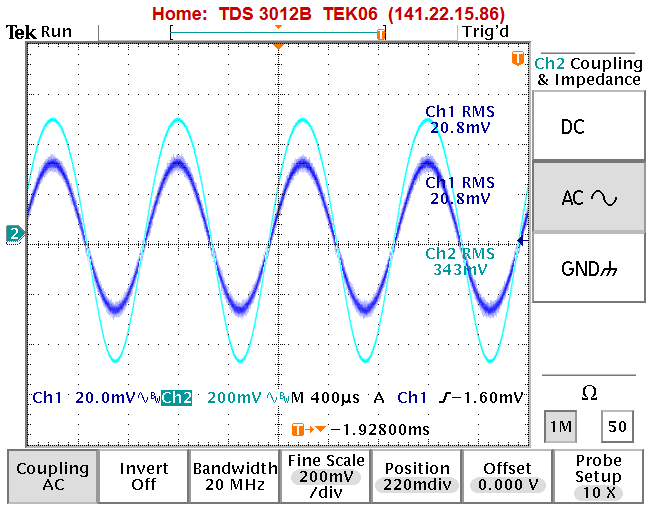 Home: TDS 3012B TEK06 (141.22.15.86)
Tek Run
Trig'd
T
T
Ch2 Coupling
& Impedance
DC
AC
GND
Ch1 RMS
20.8mV
Ch1 RMS
20.8mV
Ch2 RMS
343mV
2
Ch1 20.0mV∿BW Ch2 200mV ∿BW M 400µs A Ch1 ƒ -1.60mV
T→▼ -1.92800ms
Ω
1M 50
Coupling
AC
Invert
Off
Bandwidth
20 MHz
Fine Scale
200mV
/div
Position
220mdiv
Offset
0.000 V
Probe
Setup
10 X